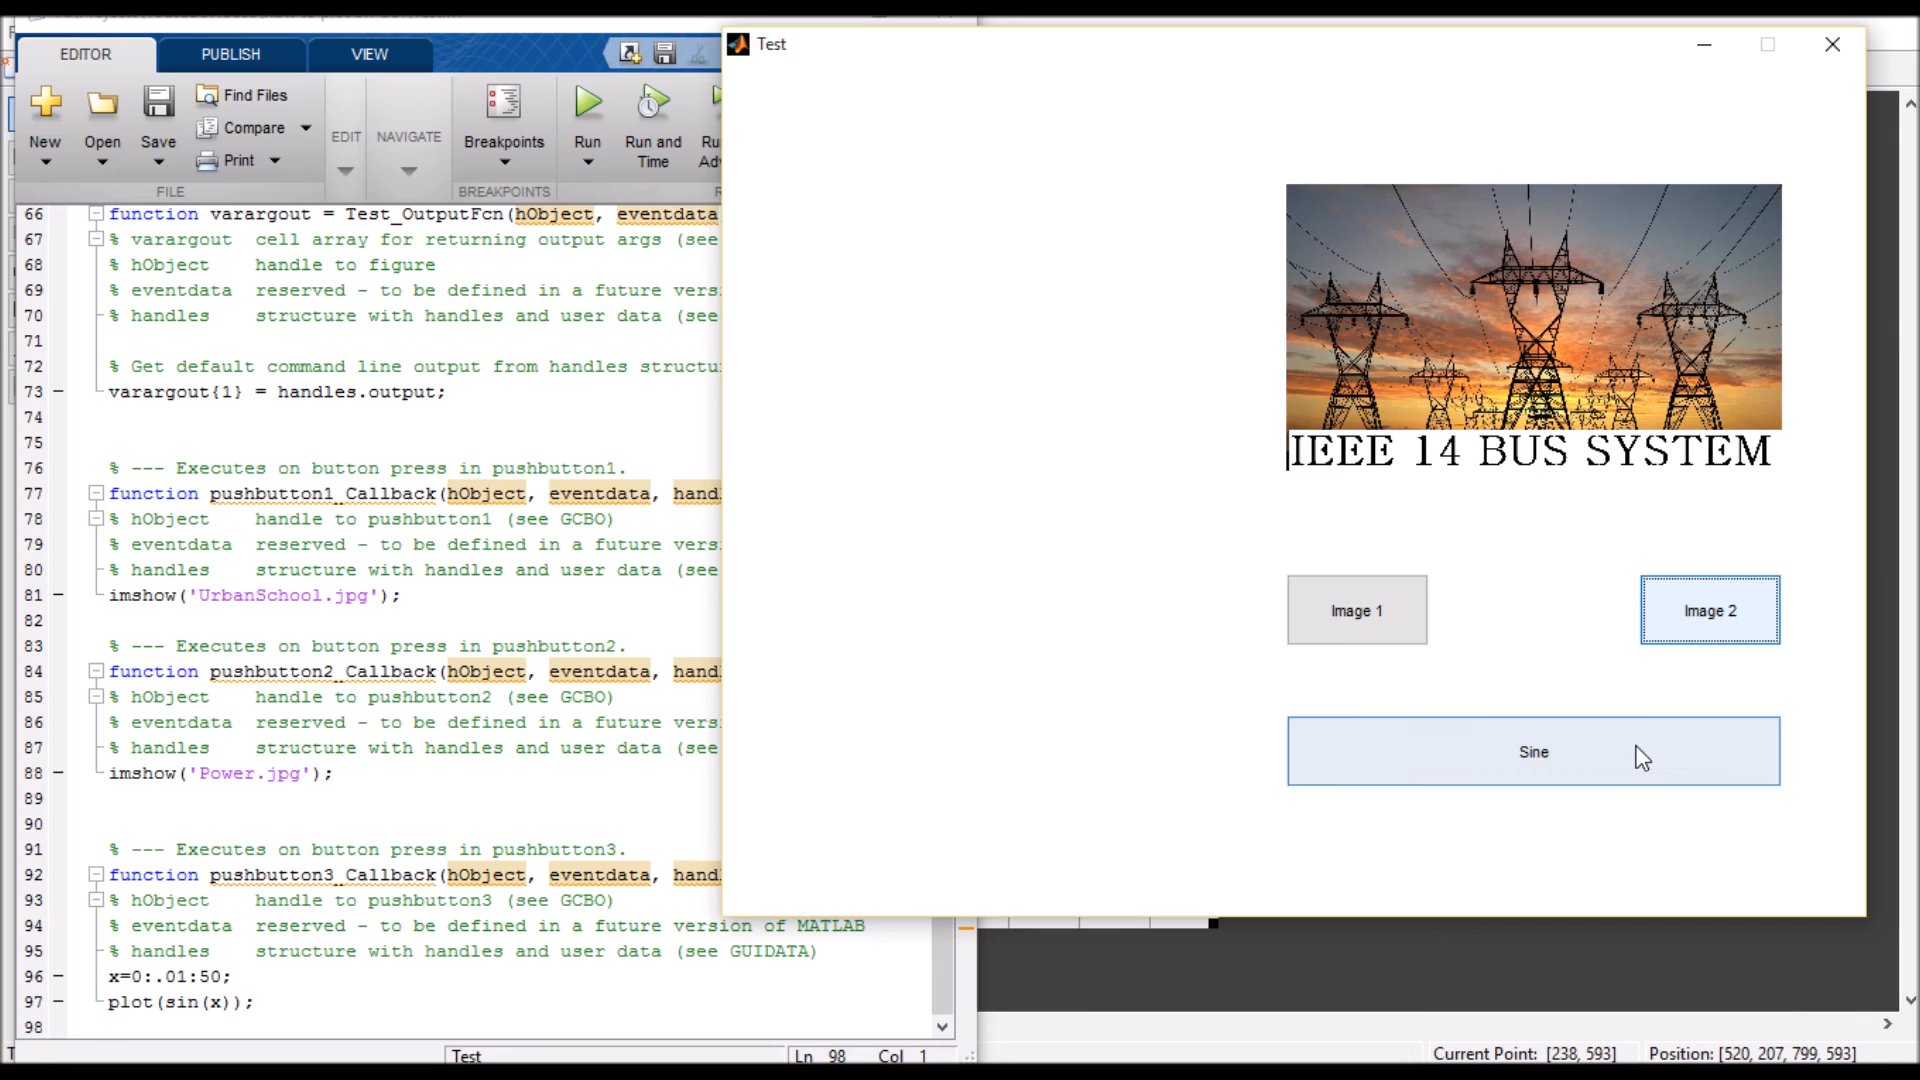 EDITOR
PUBLISH
VIEW
New
Open
Save
Find Files
Compare
Print
FILE
EDIT
NAVIGATE
Breakpoints
BREAKPOINTS
Run
Run and
Time
66 function varargout = Test_OutputFcn(hObject, eventdata
67 % varargout  cell array for returning output args (see
68 % hObject    handle to figure
69 % eventdata  reserved - to be defined in a future vers
70 % handles    structure with handles and user data (see
71
72 % Get default command line output from handles structu
73 varargout{1} = handles.output;
74
75
76 % --- Executes on button press in pushbutton1.
77 function pushbutton1_Callback(hObject, eventdata, handl
78 % hObject    handle to pushbutton1 (see GCBO)
79 % eventdata  reserved - to be defined in a future vers
80 % handles    structure with handles and user data (see
81 imshow('UrbanSchool.jpg');
82
83 % --- Executes on button press in pushbutton2.
84 function pushbutton2_Callback(hObject, eventdata, handl
85 % hObject    handle to pushbutton2 (see GCBO)
86 % eventdata  reserved - to be defined in a future vers
87 % handles    structure with handles and user data (see
88 imshow('Power.jpg');
89
90
91 % --- Executes on button press in pushbutton3.
92 function pushbutton3_Callback(hObject, eventdata, handl
93 % hObject    handle to pushbutton3 (see GCBO)
94 % eventdata  reserved - to be defined in a future version of MATLAB
95 % handles    structure with handles and user data (see GUIDATA)
96 x=0:.01:50;
97 plot(sin(x));
98
Test
Ln 98 Col 1
Test
IEEE 14 BUS SYSTEM
Image 1
Image 2
Sine
Current Point: [238, 593]
Position: [520, 207, 799, 593]